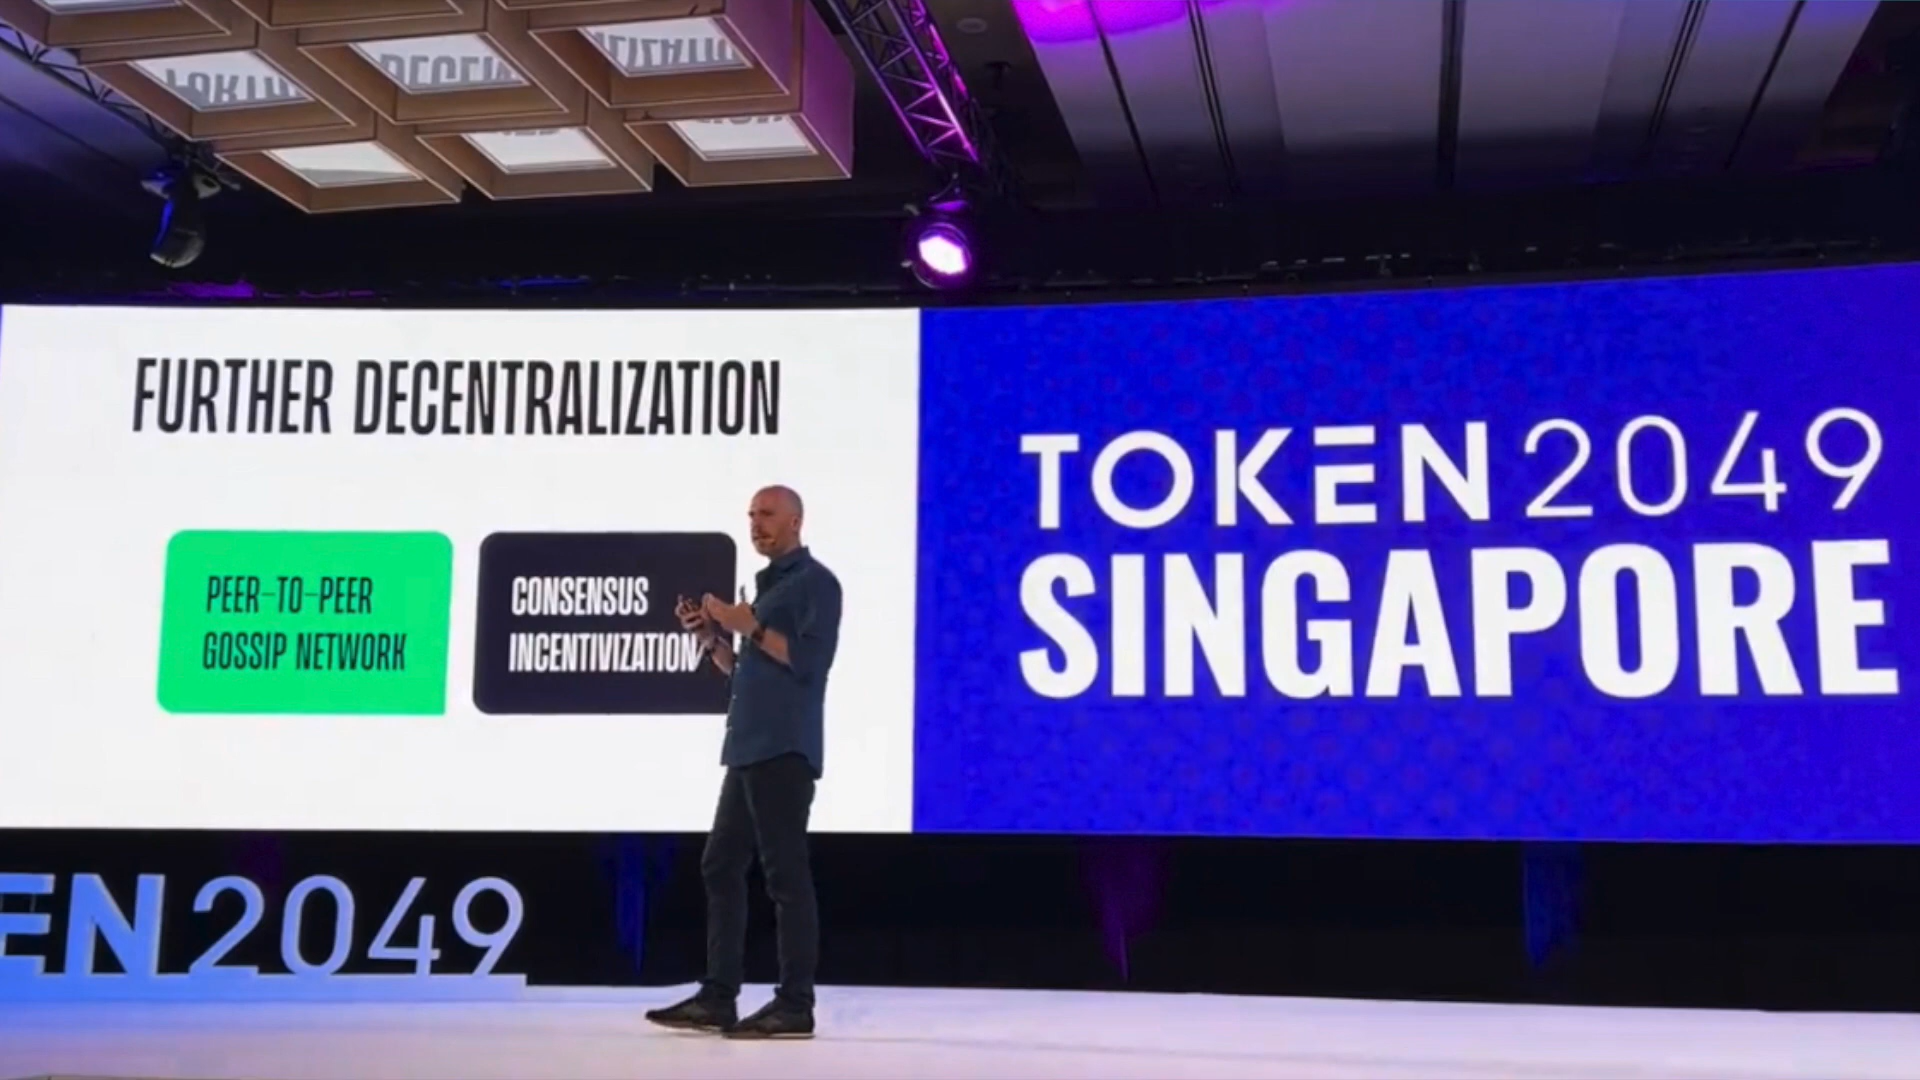 FURTHER DECENTRALIZATION
PEER-TO-PEER
GOSSIP NETWORK
CONSENSUS
INCENTIVIZATION
TOKEN2049
SINGAPORE
EN2049